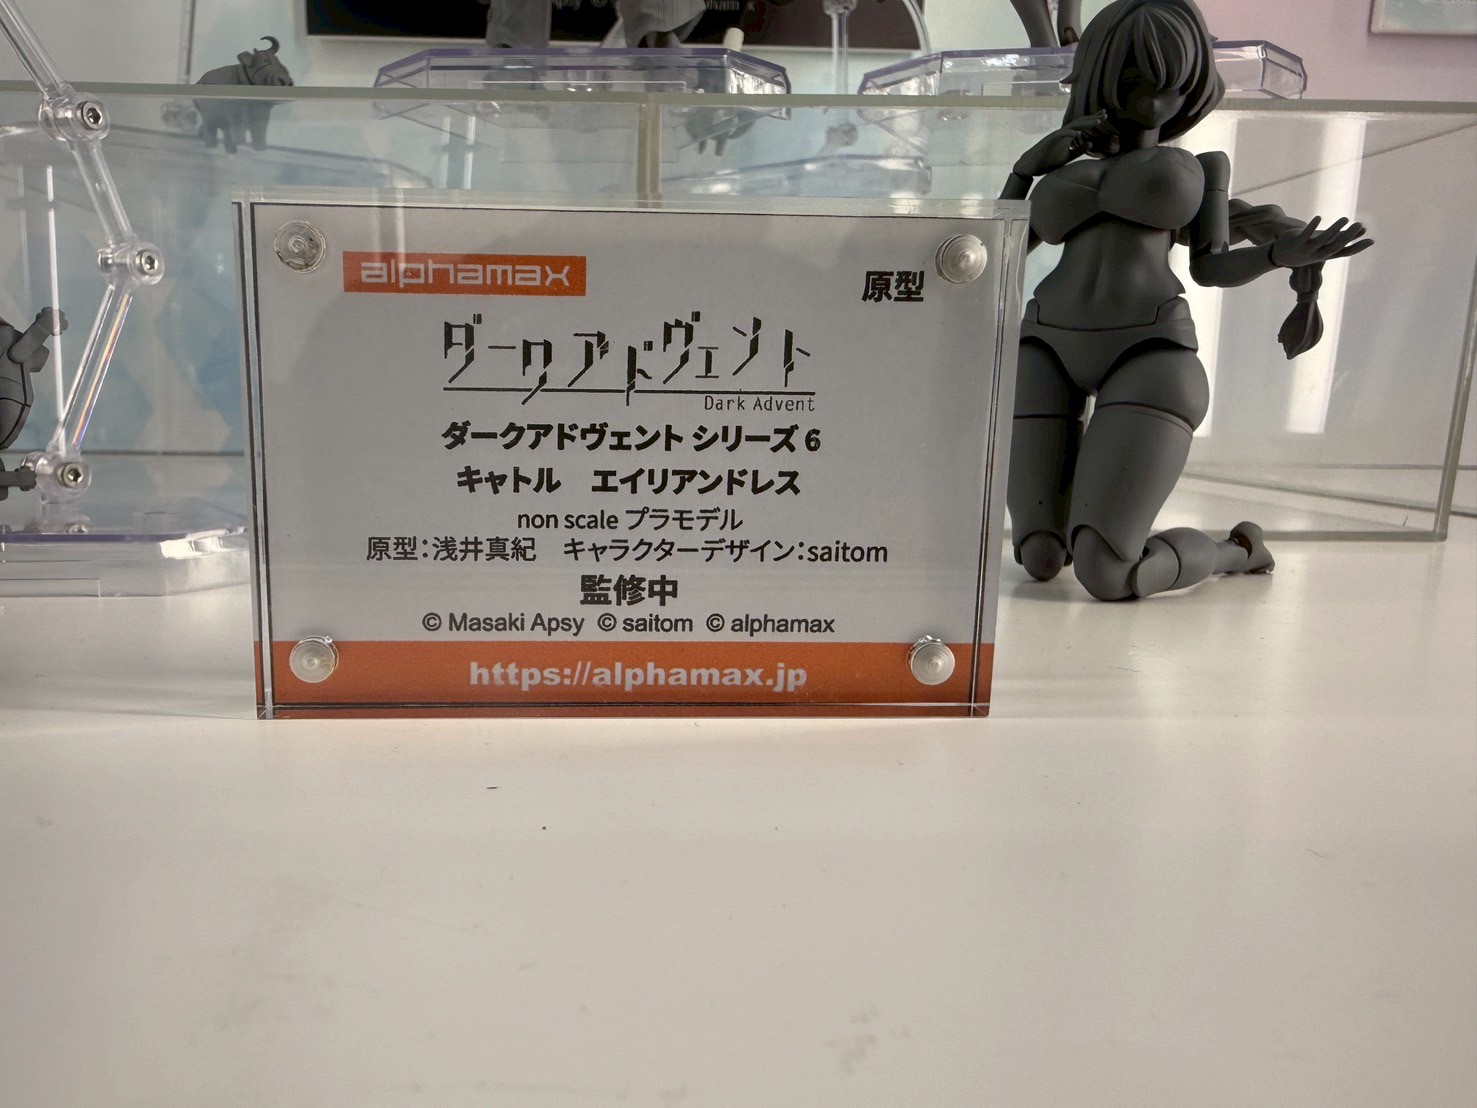 alphamax
原型
ダークアドヴェント
Dark Advent
ダークアドヴェント シリーズ 6
キャトル　エイリアンドレス
non scale プラモデル
原型：浅井真紀　キャラクターデザイン：saitom
監修中
© Masaki Apsy © saitom © alphamax
https://alphamax.jp